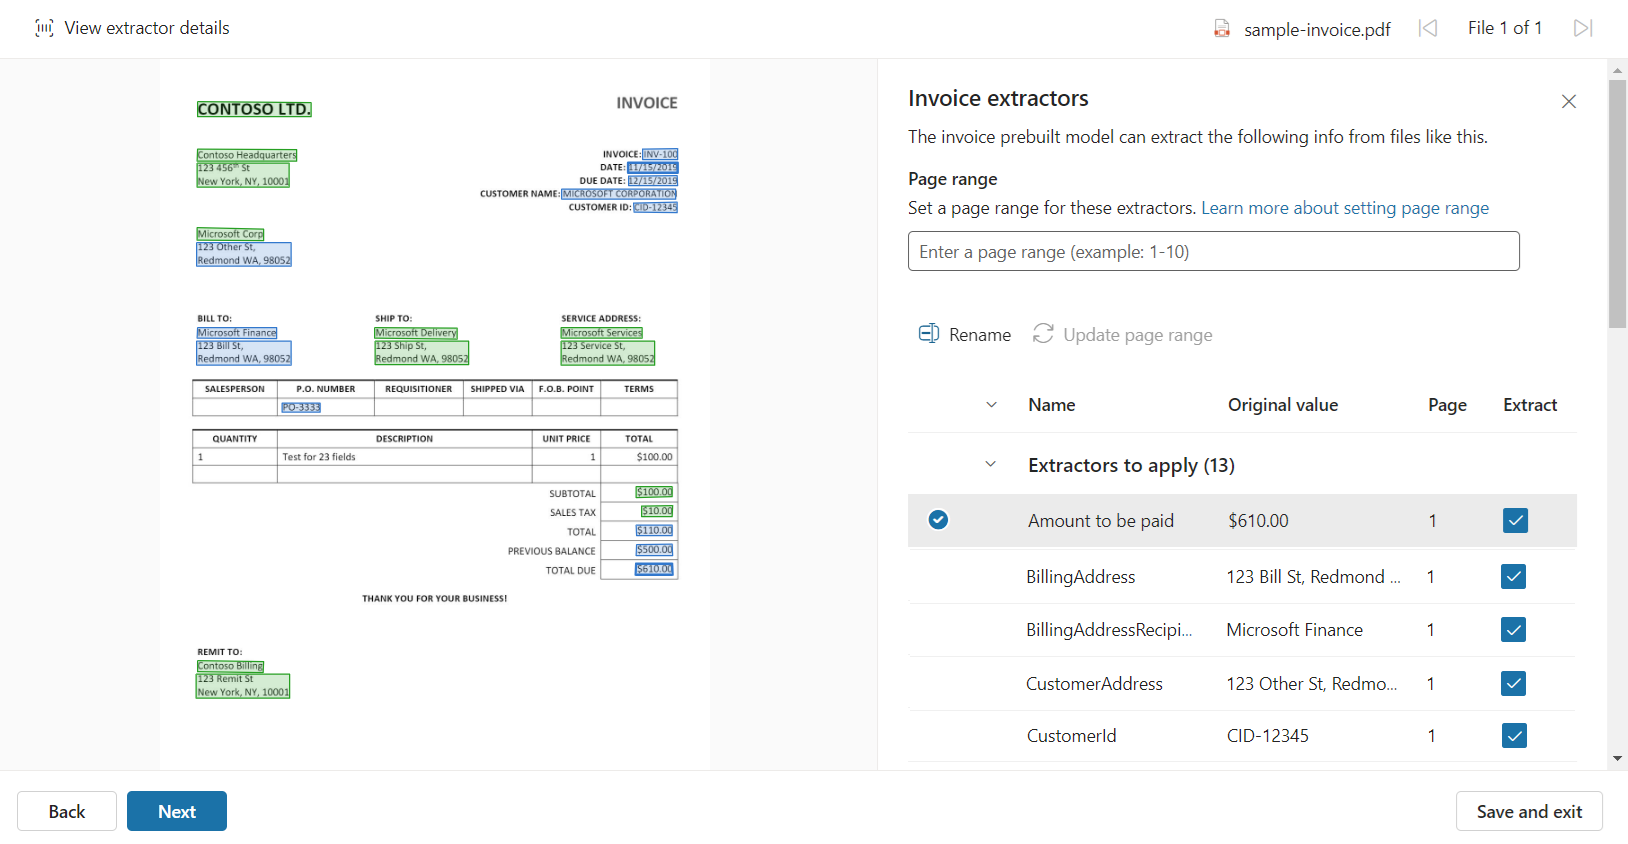 View extractor details
sample-invoice.pdf
File 1 of 1
CONTOSO LTD.
INVOICE
Contoso Headquarters
123 456th St
New York, NY, 10001
INVOICE: INV-100
DATE: 11/15/2019
DUE DATE: 12/15/2019
CUSTOMER NAME: MICROSOFT CORPORATION
CUSTOMER ID: CID-12345
Microsoft Corp
123 Other St,
Redmond WA, 98052
BILL TO:
Microsoft Finance
123 Bill St,
Redmond WA, 98052
SHIP TO:
Microsoft Delivery
123 Ship St,
Redmond WA, 98052
SERVICE ADDRESS:
Microsoft Services
123 Service St,
Redmond WA, 98052
SALESPERSON P.O. NUMBER REQUISITIONER SHIPPED VIA F.O.B. POINT TERMS
PO-3333
QUANTITY DESCRIPTION UNIT PRICE TOTAL
1 Test for 23 fields 1 $100.00
SUBTOTAL $100.00
SALES TAX $10.00
TOTAL $110.00
PREVIOUS BALANCE $500.00
TOTAL DUE $610.00
THANK YOU FOR YOUR BUSINESS!
REMIT TO:
Contoso Billing
123 Remit St
New York, NY, 10001
Invoice extractors
The invoice prebuilt model can extract the following info from files like this.
Page range
Set a page range for these extractors. Learn more about setting page range
Enter a page range (example: 1-10)
Rename Update page range
Name Original value Page Extract
Extractors to apply (13)
Amount to be paid $610.00 1
BillingAddress 123 Bill St, Redmond ... 1
BillingAddressRecipi... Microsoft Finance 1
CustomerAddress 123 Other St, Redmo... 1
CustomerId CID-12345 1
Back
Next
Save and exit